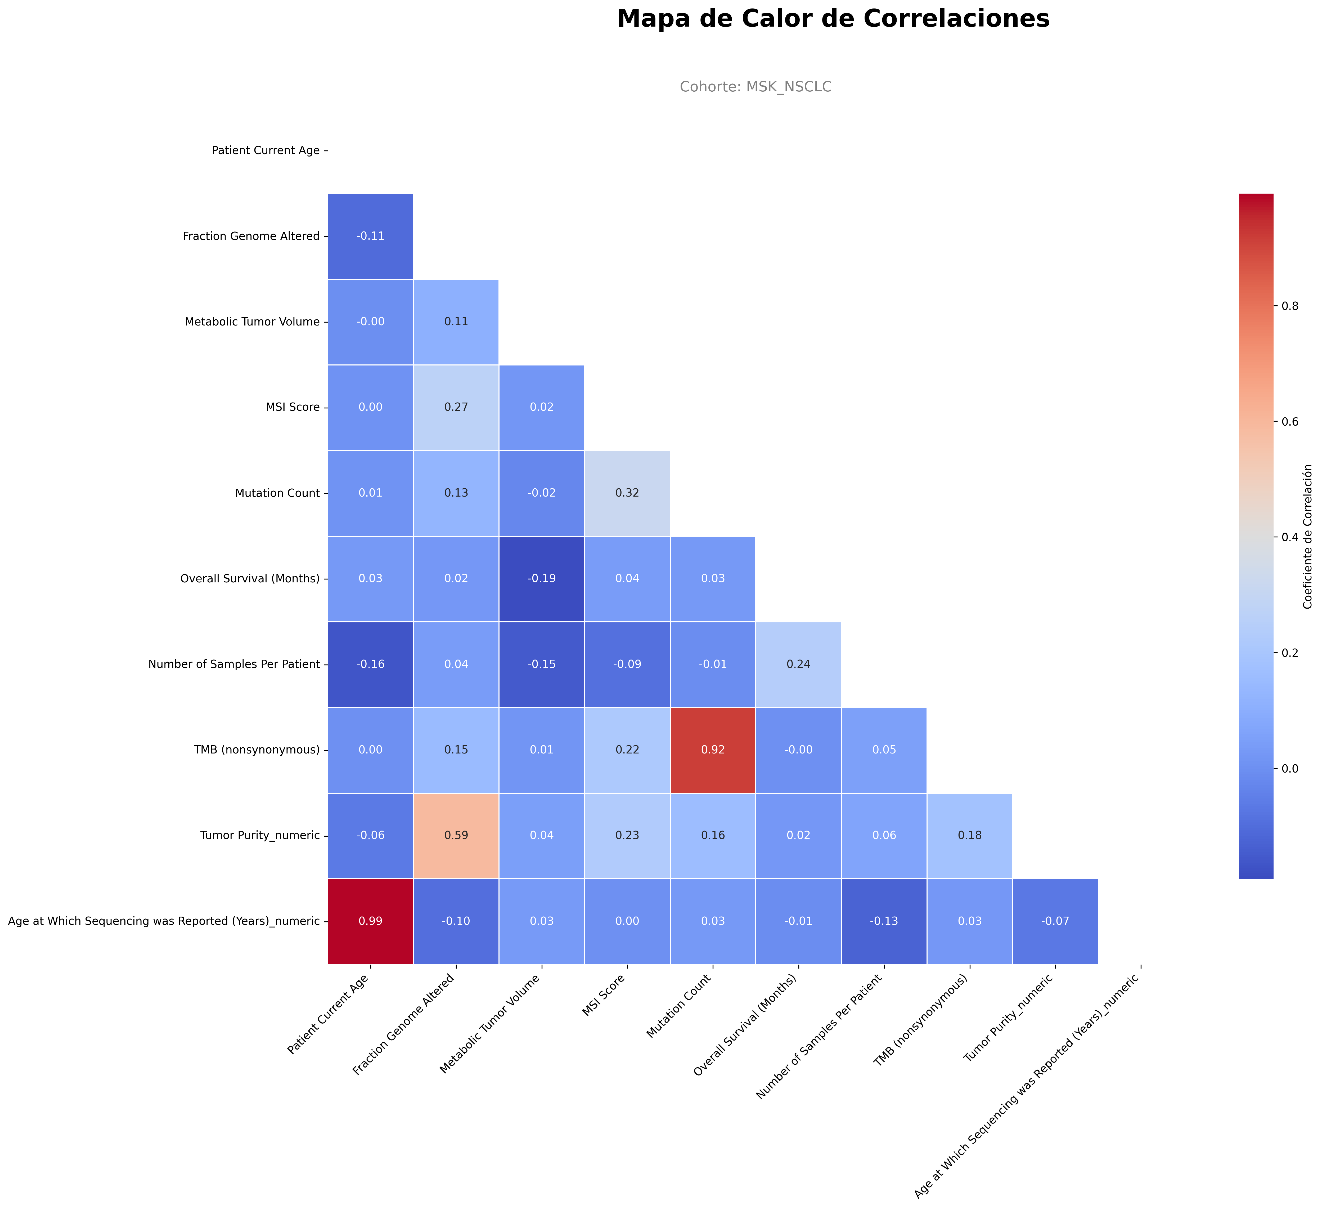 Mapa de Calor de Correlaciones
Cohorte: MSK_NSCLC
Patient Current Age
Fraction Genome Altered -0.11
Metabolic Tumor Volume -0.00 0.11
MSI Score 0.00 0.27 0.02
Mutation Count 0.01 0.13 -0.02 0.32
Overall Survival (Months) 0.03 0.02 -0.19 0.04 0.03
Number of Samples Per Patient -0.16 0.04 -0.15 -0.09 -0.01 0.24
TMB (nonsynonymous) 0.00 0.15 0.01 0.22 0.92 -0.00 0.05
Tumor Purity_numeric -0.06 0.59 0.04 0.23 0.16 0.02 0.06 0.18
Age at Which Sequencing was Reported (Years)_numeric 0.99 -0.10 0.03 0.00 0.03 -0.01 -0.13 0.03 -0.07
Patient Current Age
Fraction Genome Altered
Metabolic Tumor Volume
MSI Score
Mutation Count
Overall Survival (Months)
Number of Samples Per Patient
TMB (nonsynonymous)
Tumor Purity_numeric
Age at Which Sequencing was Reported (Years)_numeric
0.8
0.6
0.4
0.2
0.0
Coeficiente de Correlación